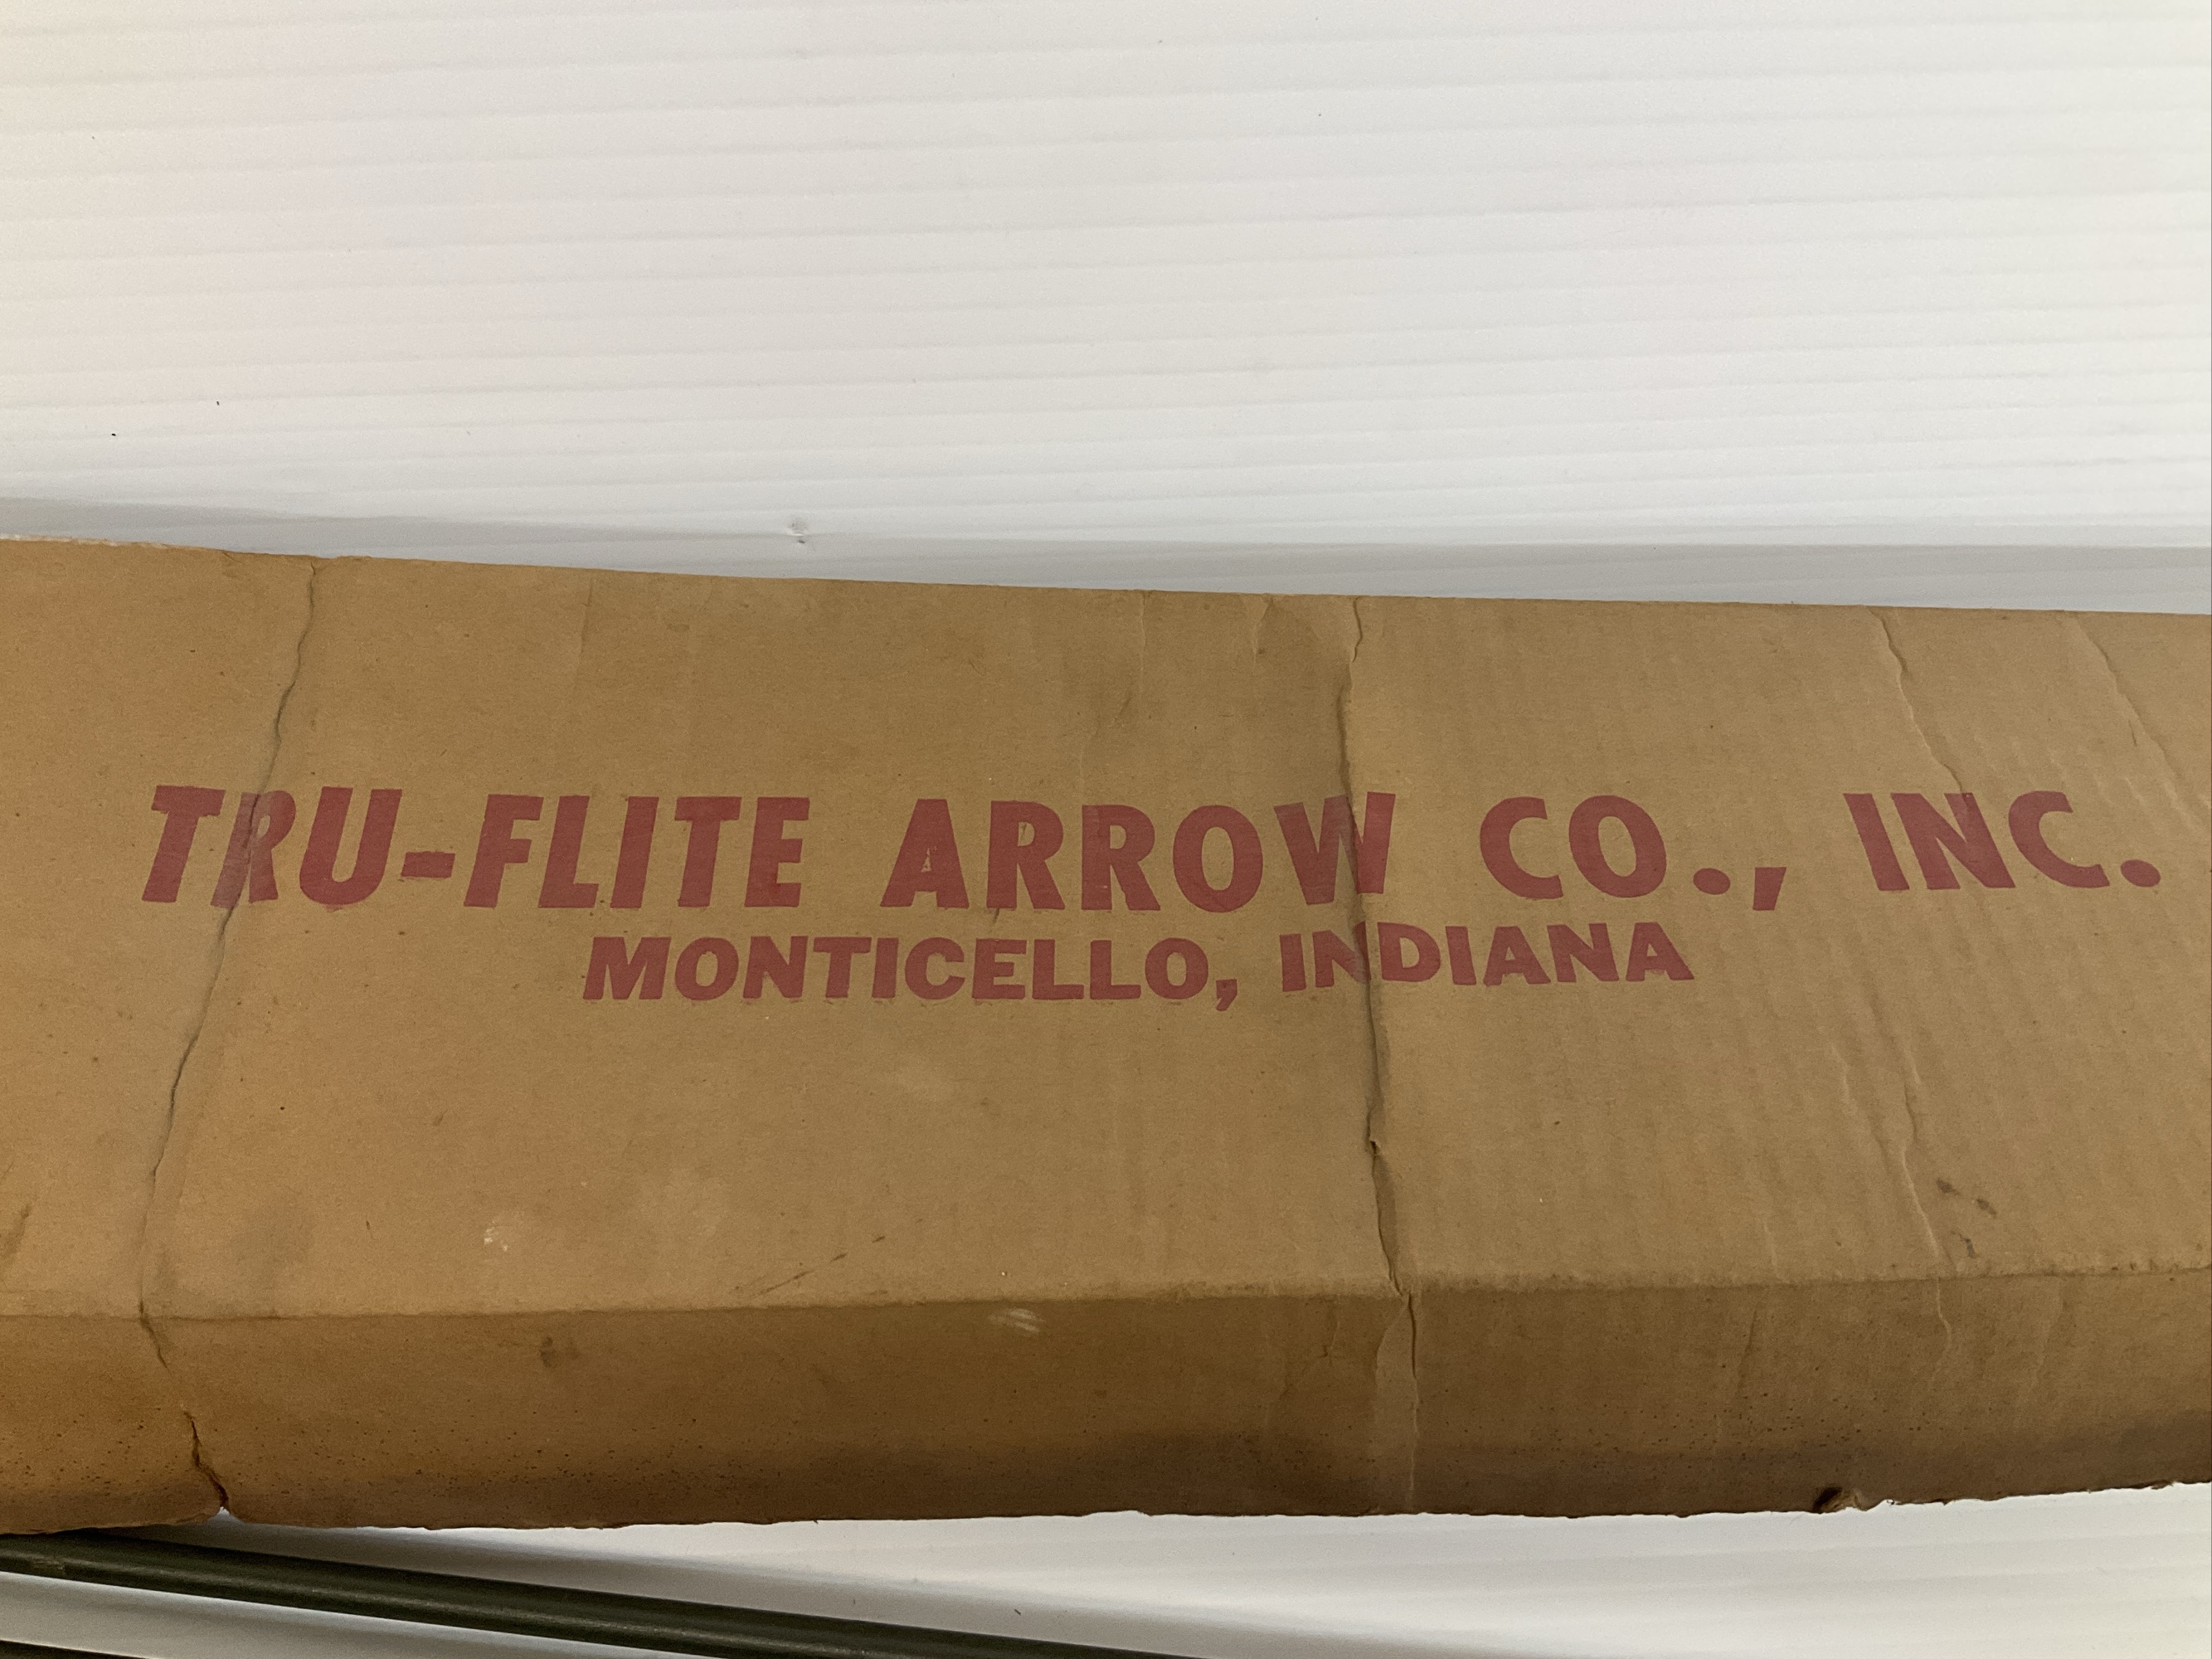 TRU-FLITE ARROW CO., INC.
MONTICELLO, INDIANA